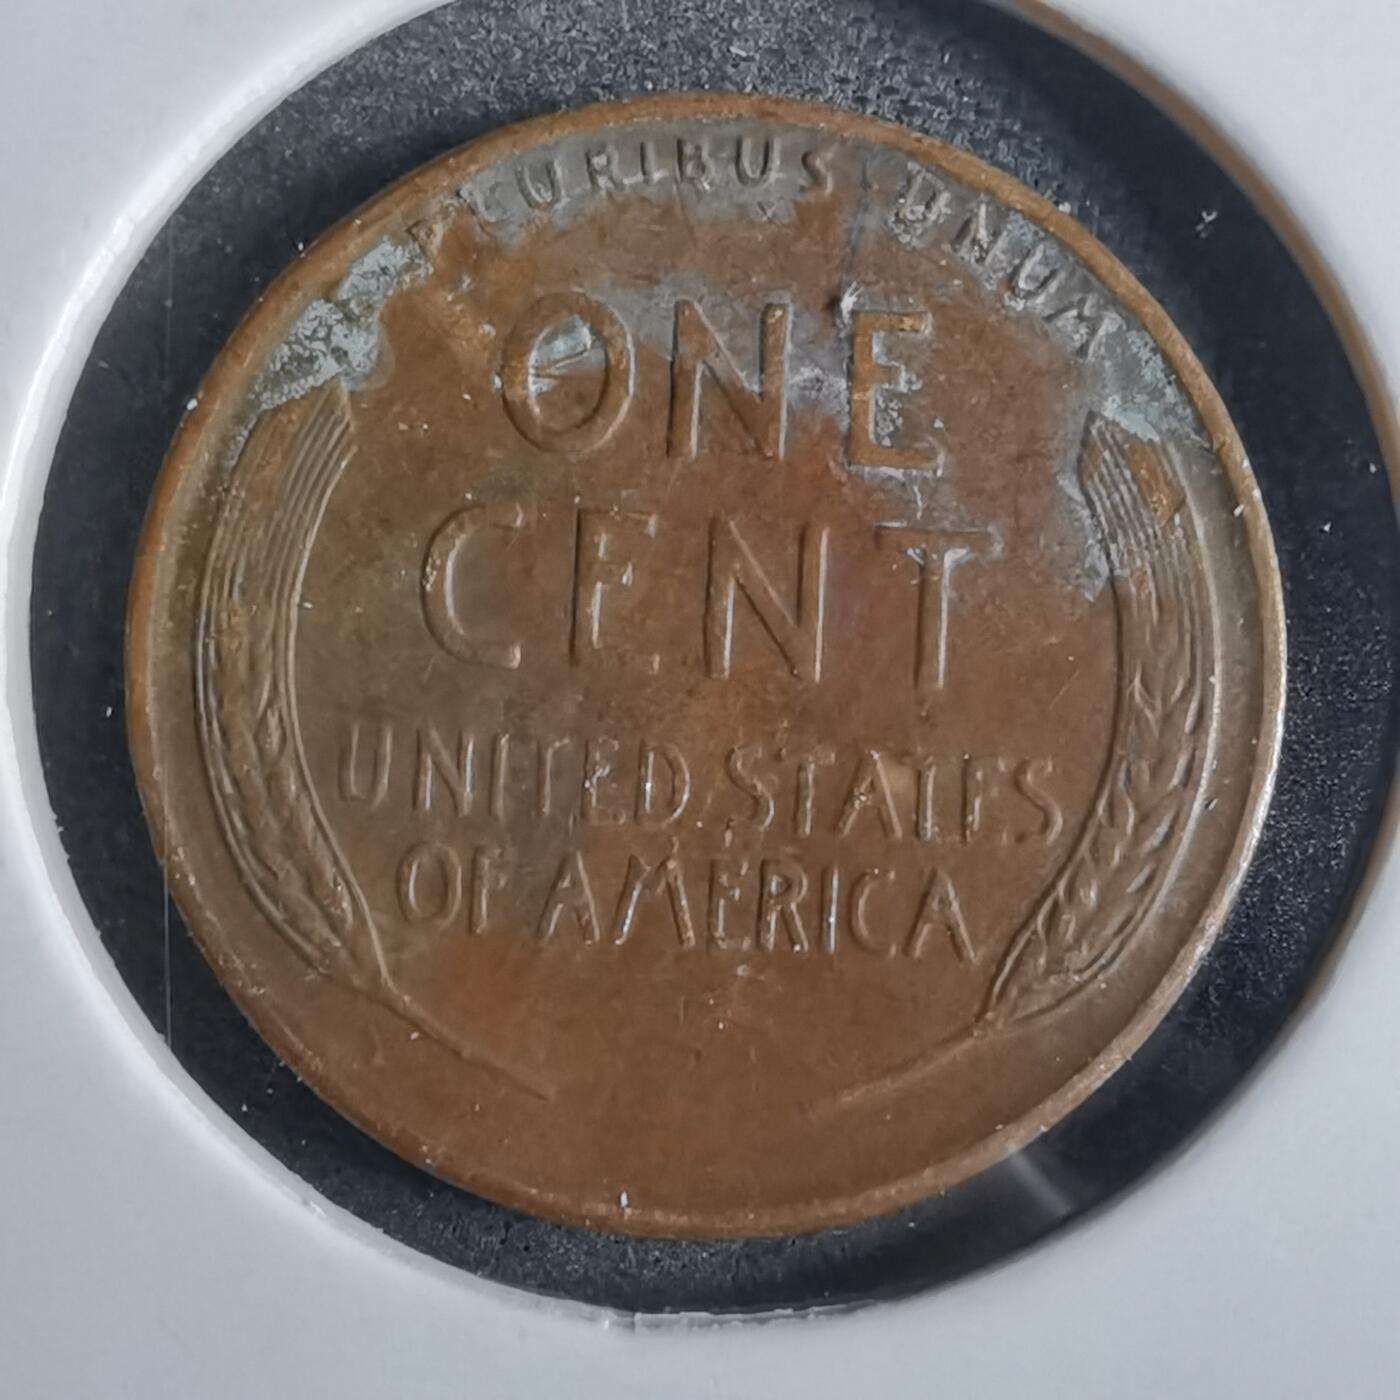 PLURIBUS UNUM
ONE
CENT
UNITED STATES
OF AMERICA